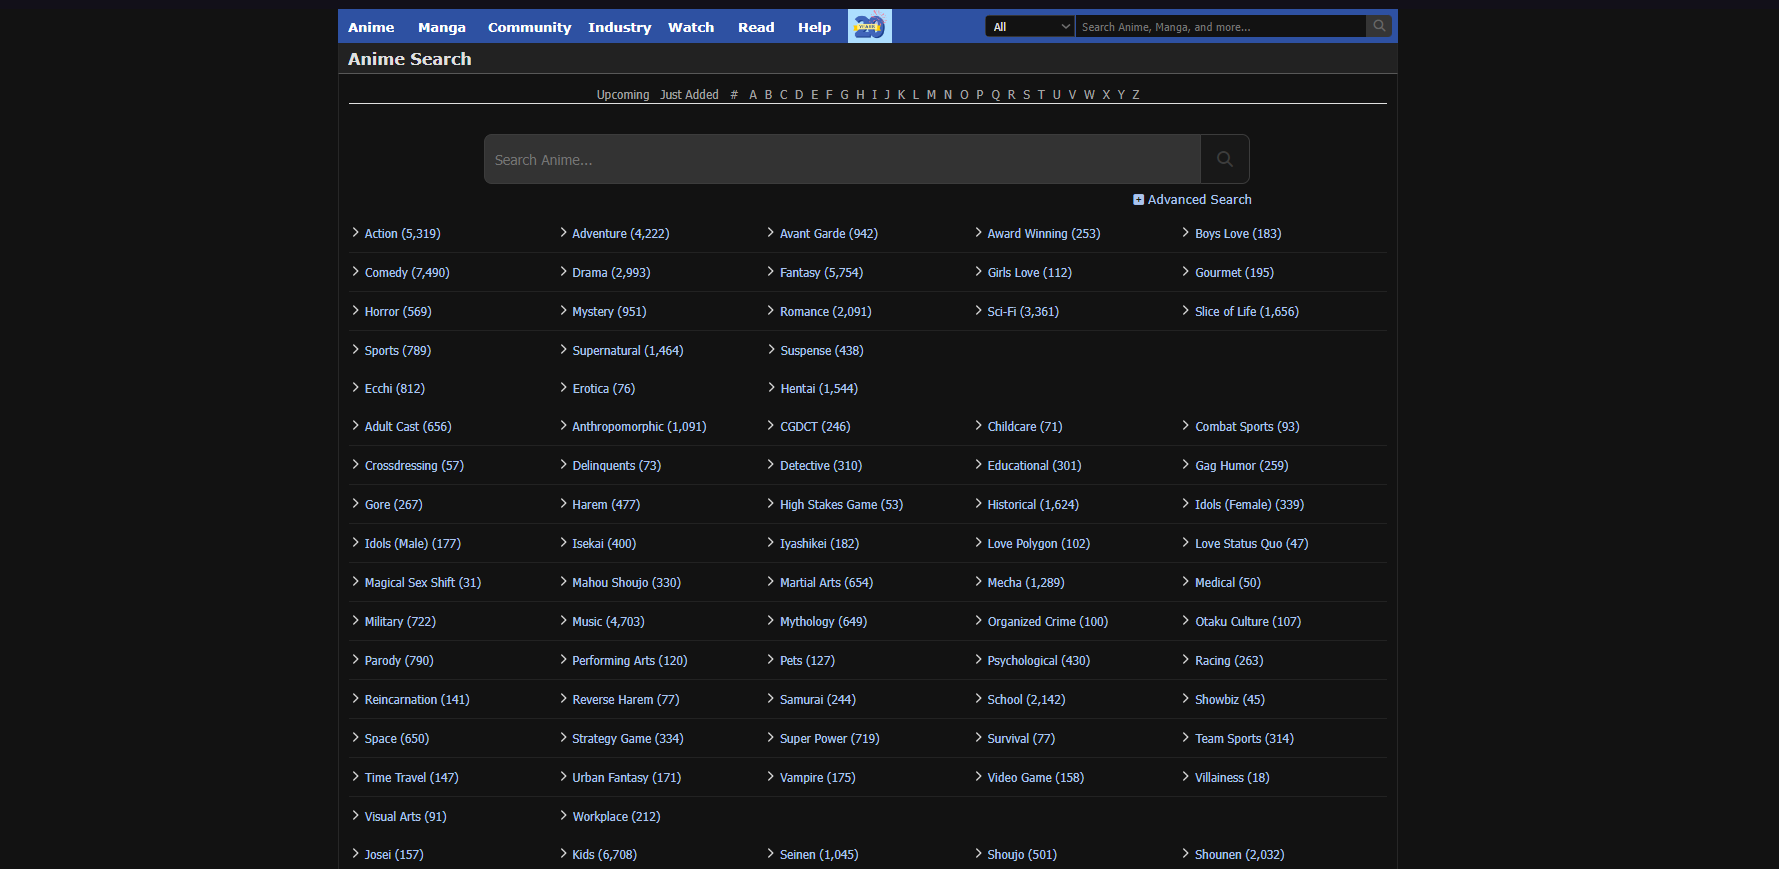 Anime Manga Community Industry Watch Read Help YEARS 20 All Search Anime, Manga, and more...
Anime Search
Upcoming Just Added # A B C D E F G H I J K L M N O P Q R S T U V W X Y Z
Search Anime...
Advanced Search
Action (5,319) Adventure (4,222) Avant Garde (942) Award Winning (253) Boys Love (183)
Comedy (7,490) Drama (2,993) Fantasy (5,754) Girls Love (112) Gourmet (195)
Horror (569) Mystery (951) Romance (2,091) Sci-Fi (3,361) Slice of Life (1,656)
Sports (789) Supernatural (1,464) Suspense (438)
Ecchi (812) Erotica (76) Hentai (1,544)
Adult Cast (656) Anthropomorphic (1,091) CGDCT (246) Childcare (71) Combat Sports (93)
Crossdressing (57) Delinquents (73) Detective (310) Educational (301) Gag Humor (259)
Gore (267) Harem (477) High Stakes Game (53) Historical (1,624) Idols (Female) (339)
Idols (Male) (177) Isekai (400) Iyashikei (182) Love Polygon (102) Love Status Quo (47)
Magical Sex Shift (31) Mahou Shoujo (330) Martial Arts (654) Mecha (1,289) Medical (50)
Military (722) Music (4,703) Mythology (649) Organized Crime (100) Otaku Culture (107)
Parody (790) Performing Arts (120) Pets (127) Psychological (430) Racing (263)
Reincarnation (141) Reverse Harem (77) Samurai (244) School (2,142) Showbiz (45)
Space (650) Strategy Game (334) Super Power (719) Survival (77) Team Sports (314)
Time Travel (147) Urban Fantasy (171) Vampire (175) Video Game (158) Villainess (18)
Visual Arts (91) Workplace (212)
Josei (157) Kids (6,708) Seinen (1,045) Shoujo (501) Shounen (2,032)